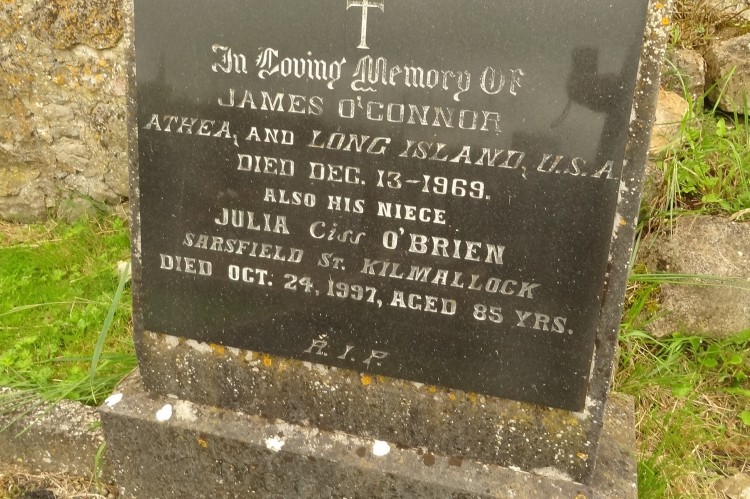 In Loving Memory Of
JAMES O'CONNOR
ATHEA, AND LONG ISLAND, U.S.A.
DIED DEC. 13-1969.
ALSO HIS NIECE
JULIA Ciss O'BRIEN
SARSFIELD ST. KILMALLOCK
DIED OCT. 24, 1997, AGED 85 YRS.
R.I.P.